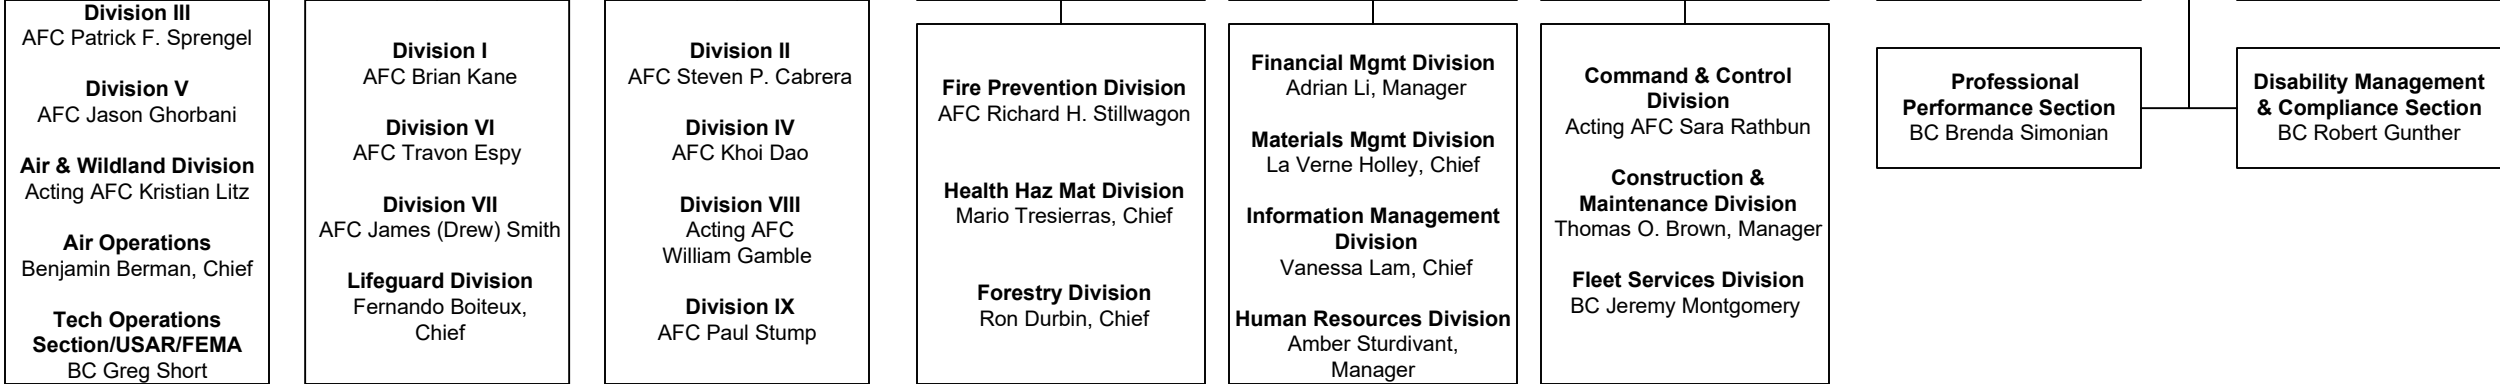 Division III
AFC Patrick F. Sprengel
Division V
AFC Jason Ghorbani
Air & Wildland Division
Acting AFC Kristian Litz
Air Operations
Benjamin Berman, Chief
Tech Operations
Section/USAR/FEMA
BC Greg Short
Division I
AFC Brian Kane
Division VI
AFC Travon Espy
Division VII
AFC James (Drew) Smith
Lifeguard Division
Fernando Boiteux,
Chief
Division II
AFC Steven P. Cabrera
Division IV
AFC Khoi Dao
Division VIII
Acting AFC
William Gamble
Division IX
AFC Paul Stump
Fire Prevention Division
AFC Richard H. Stillwagon
Health Haz Mat Division
Mario Tresierras, Chief
Forestry Division
Ron Durbin, Chief
Financial Mgmt Division
Adrian Li, Manager
Materials Mgmt Division
La Verne Holley, Chief
Information Management
Division
Vanessa Lam, Chief
Human Resources Division
Amber Sturdivant,
Manager
Command & Control
Division
Acting AFC Sara Rathbun
Construction &
Maintenance Division
Thomas O. Brown, Manager
Fleet Services Division
BC Jeremy Montgomery
Professional
Performance Section
BC Brenda Simonian
Disability Management
& Compliance Section
BC Robert Gunther